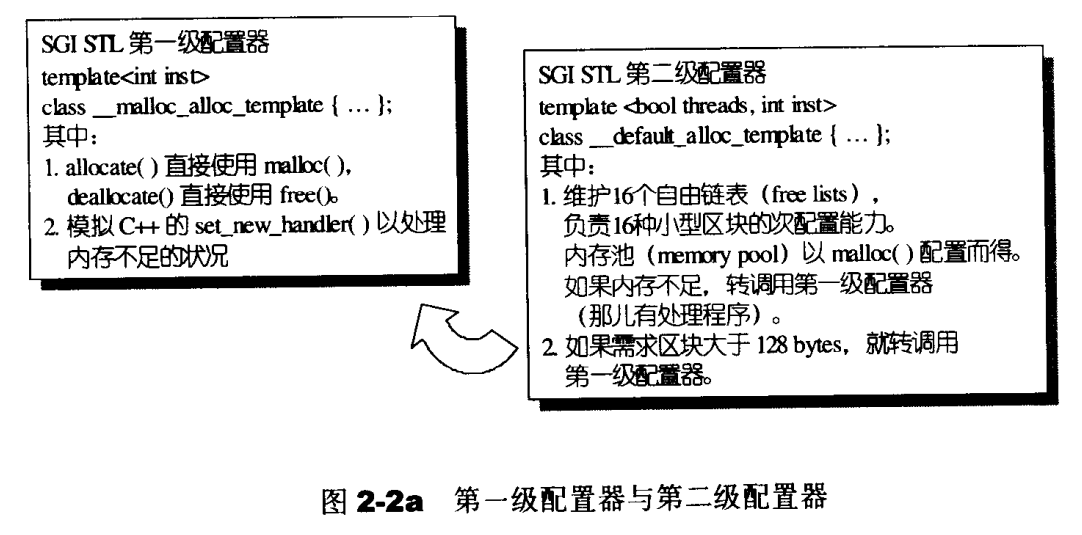 SGI STL 第一级配置器
template<int inst>
class __malloc_alloc_template { … };
其中：
1. allocate( ) 直接使用 malloc( ),
deallocate() 直接使用 free()。
2. 模拟 C++ 的 set_new_handler( ) 以处理
内存不足的状况
SGI STL 第二级配置器
template <bool threads, int inst>
class __default_alloc_template { … };
其中：
1. 维护16个自由链表（free lists），
负责16种小型区块的次配置能力。
内存池（memory pool）以 malloc( ) 配置而得。
如果内存不足，转调用第一级配置器
（那儿有处理程序）。
2. 如果需求区块大于 128 bytes，就转调用
第一级配置器。
图 2-2a 第一级配置器与第二级配置器